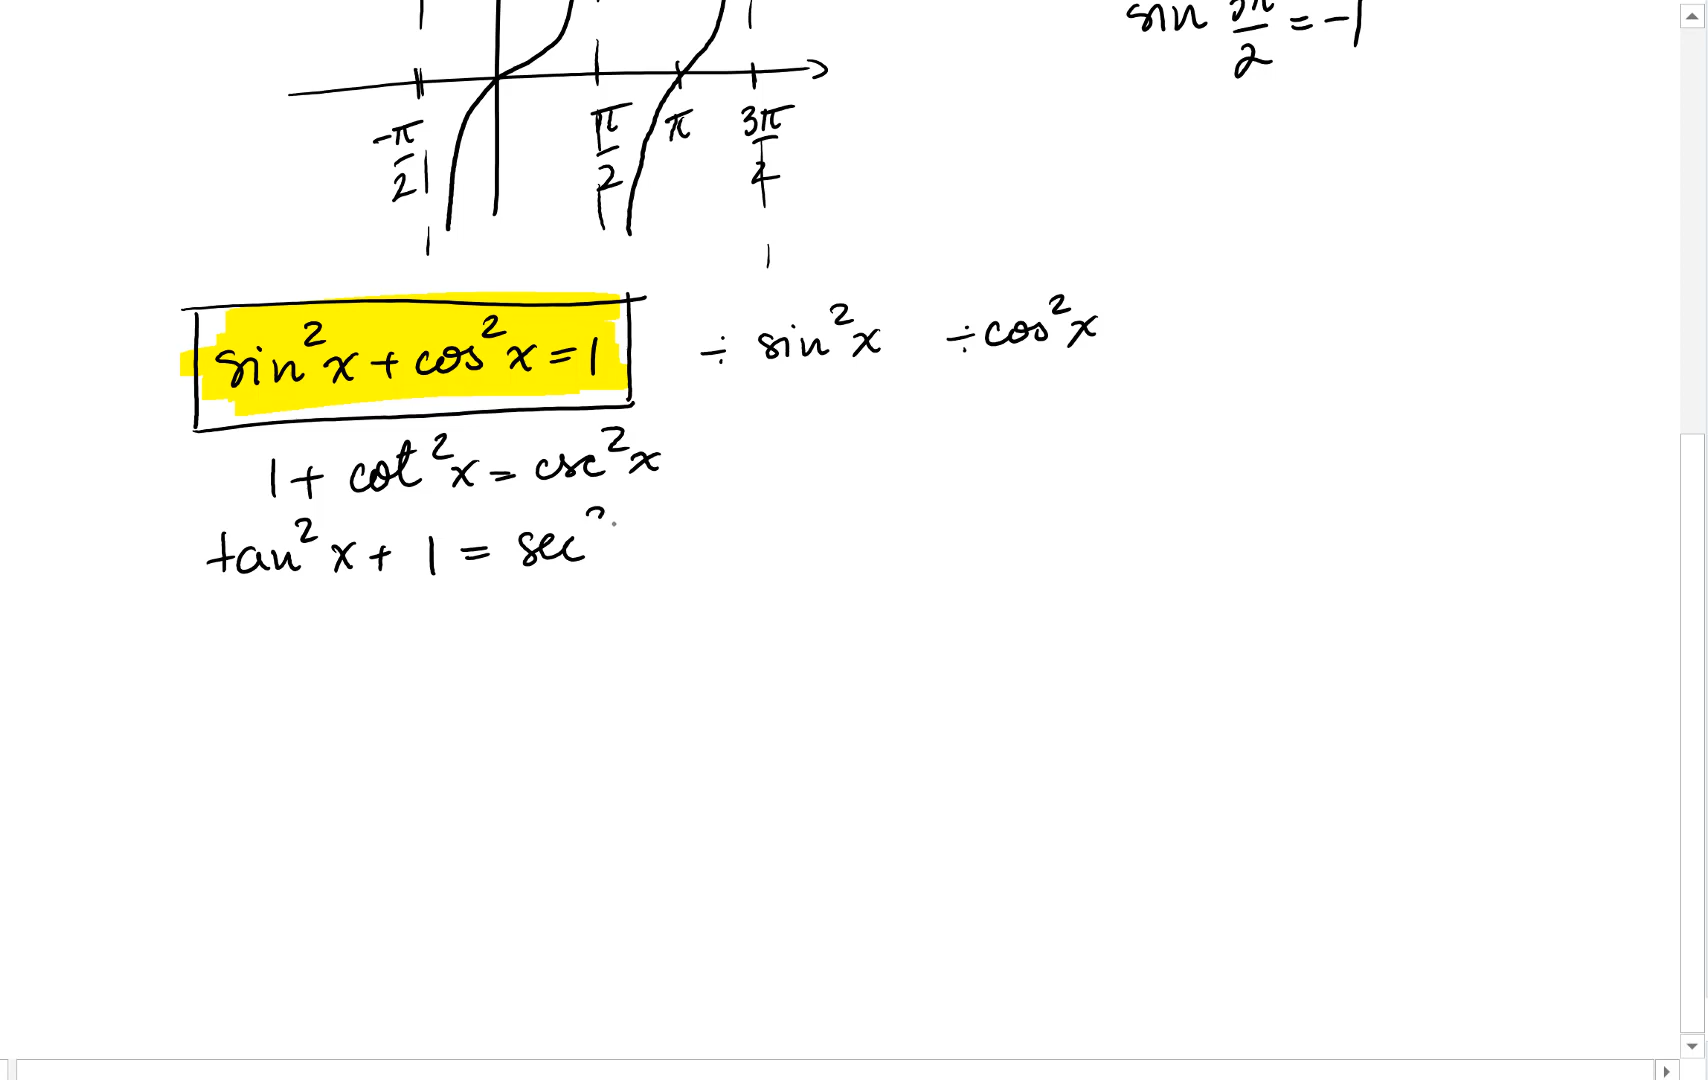 sin 3π/2 = -1
-π/2 π/2 π 3π/2
sin²x + cos²x = 1 ÷ sin²x ÷ cos²x
1 + cot²x = csc²x
tan²x + 1 = sec²